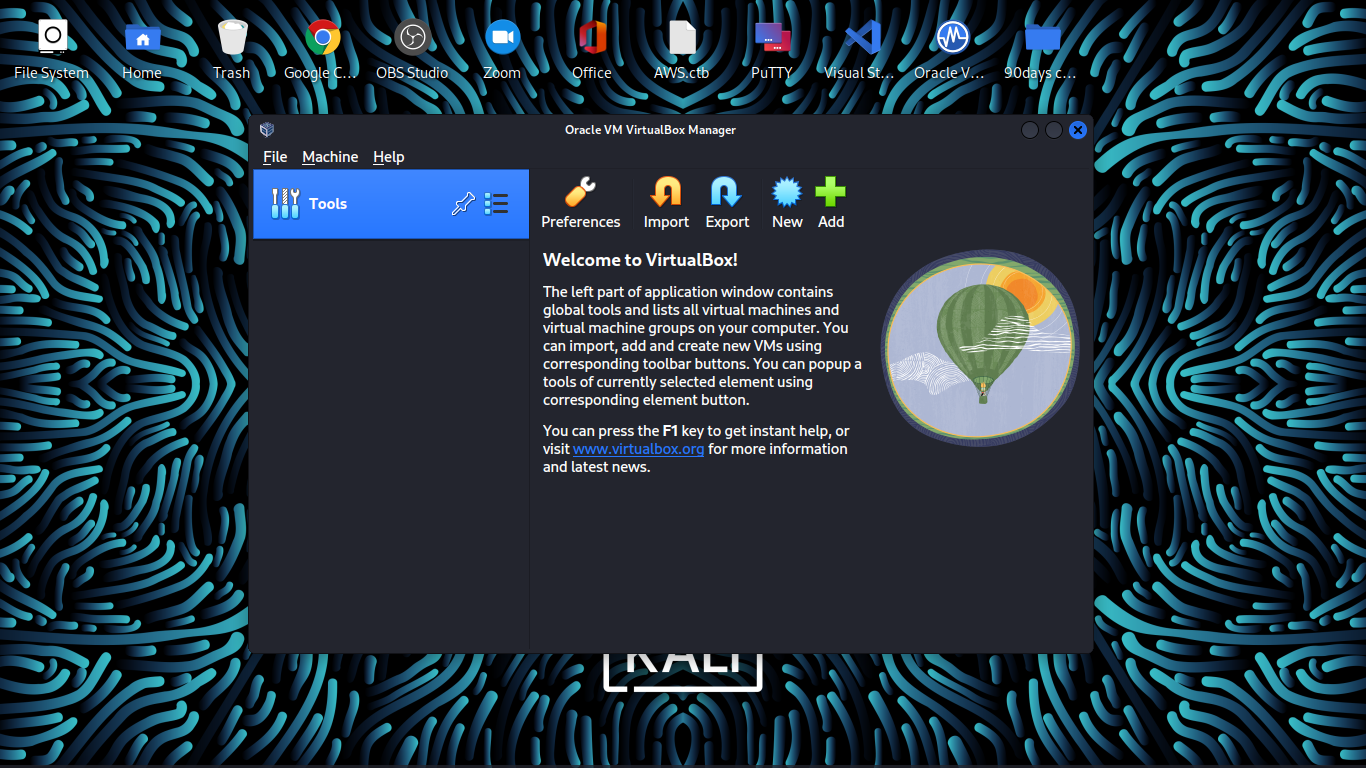 File System
Home
Trash
Google C...
OBS Studio
Zoom
Office
AWS.ctb
PuTTY
Visual St...
Oracle V...
90days c...
Oracle VM VirtualBox Manager
File Machine Help
Tools
Preferences Import Export New Add
Welcome to VirtualBox!
The left part of application window contains
global tools and lists all virtual machines and
virtual machine groups on your computer. You
can import, add and create new VMs using
corresponding toolbar buttons. You can popup a
tools of currently selected element using
corresponding element button.
You can press the F1 key to get instant help, or
visit www.virtualbox.org for more information
and latest news.
KALI